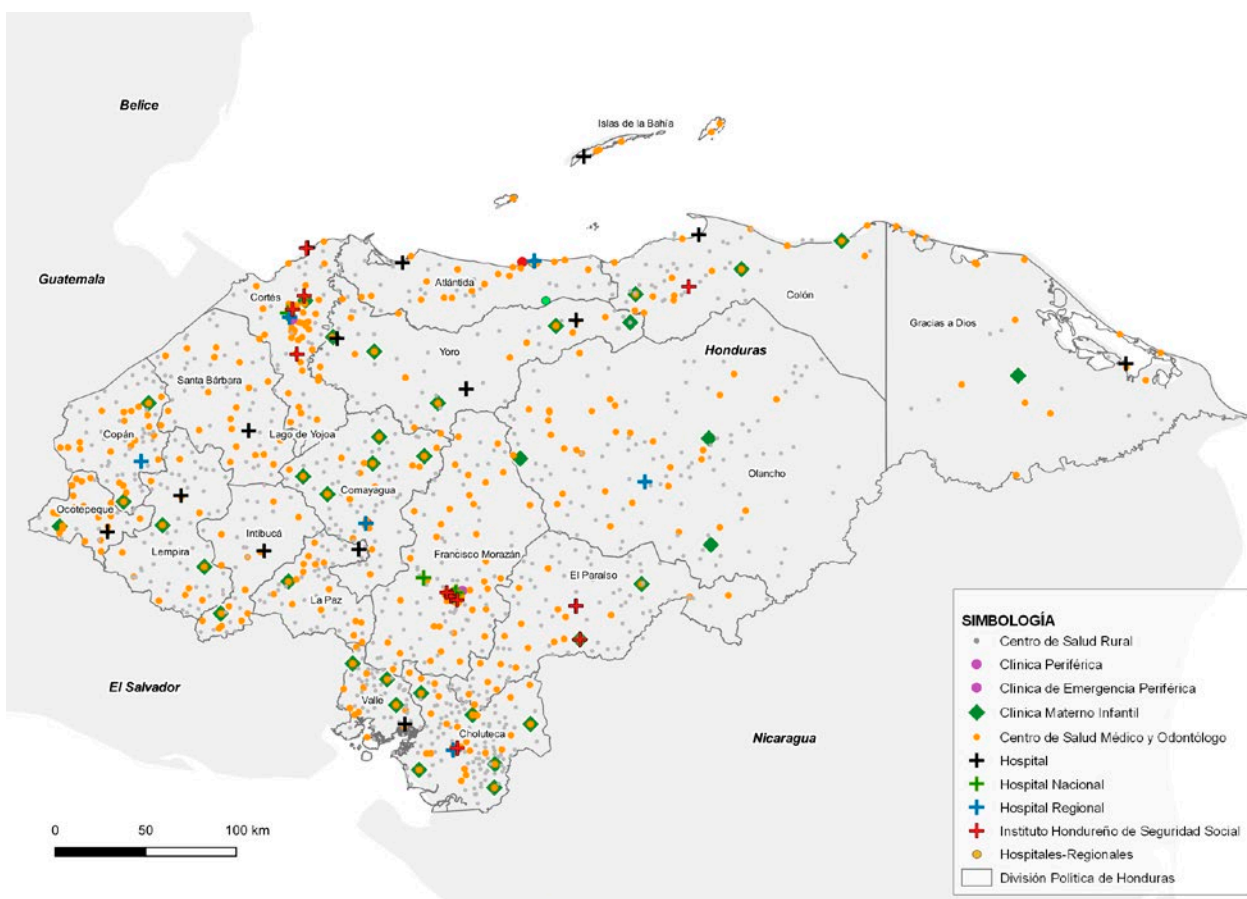 Belice
Islas de la Bahía
Guatemala
Cortés
Atlántida
Colón
Gracias a Dios
Yoro
Honduras
Santa Bárbara
Copán
Lago de Yojoa
Olancho
Comayagua
Ocotepeque
Intibucá
Lempira
Francisco Morazán
El Paraíso
La Paz
El Salvador
Valle
Choluteca
Nicaragua
SIMBOLOGÍA
Centro de Salud Rural
Clínica Periférica
Clínica de Emergencia Periférica
Clínica Materno Infantil
Centro de Salud Médico y Odontólogo
Hospital
Hospital Nacional
Hospital Regional
Instituto Hondureño de Seguridad Social
Hospitales-Regionales
División Política de Honduras
0 50 100 km